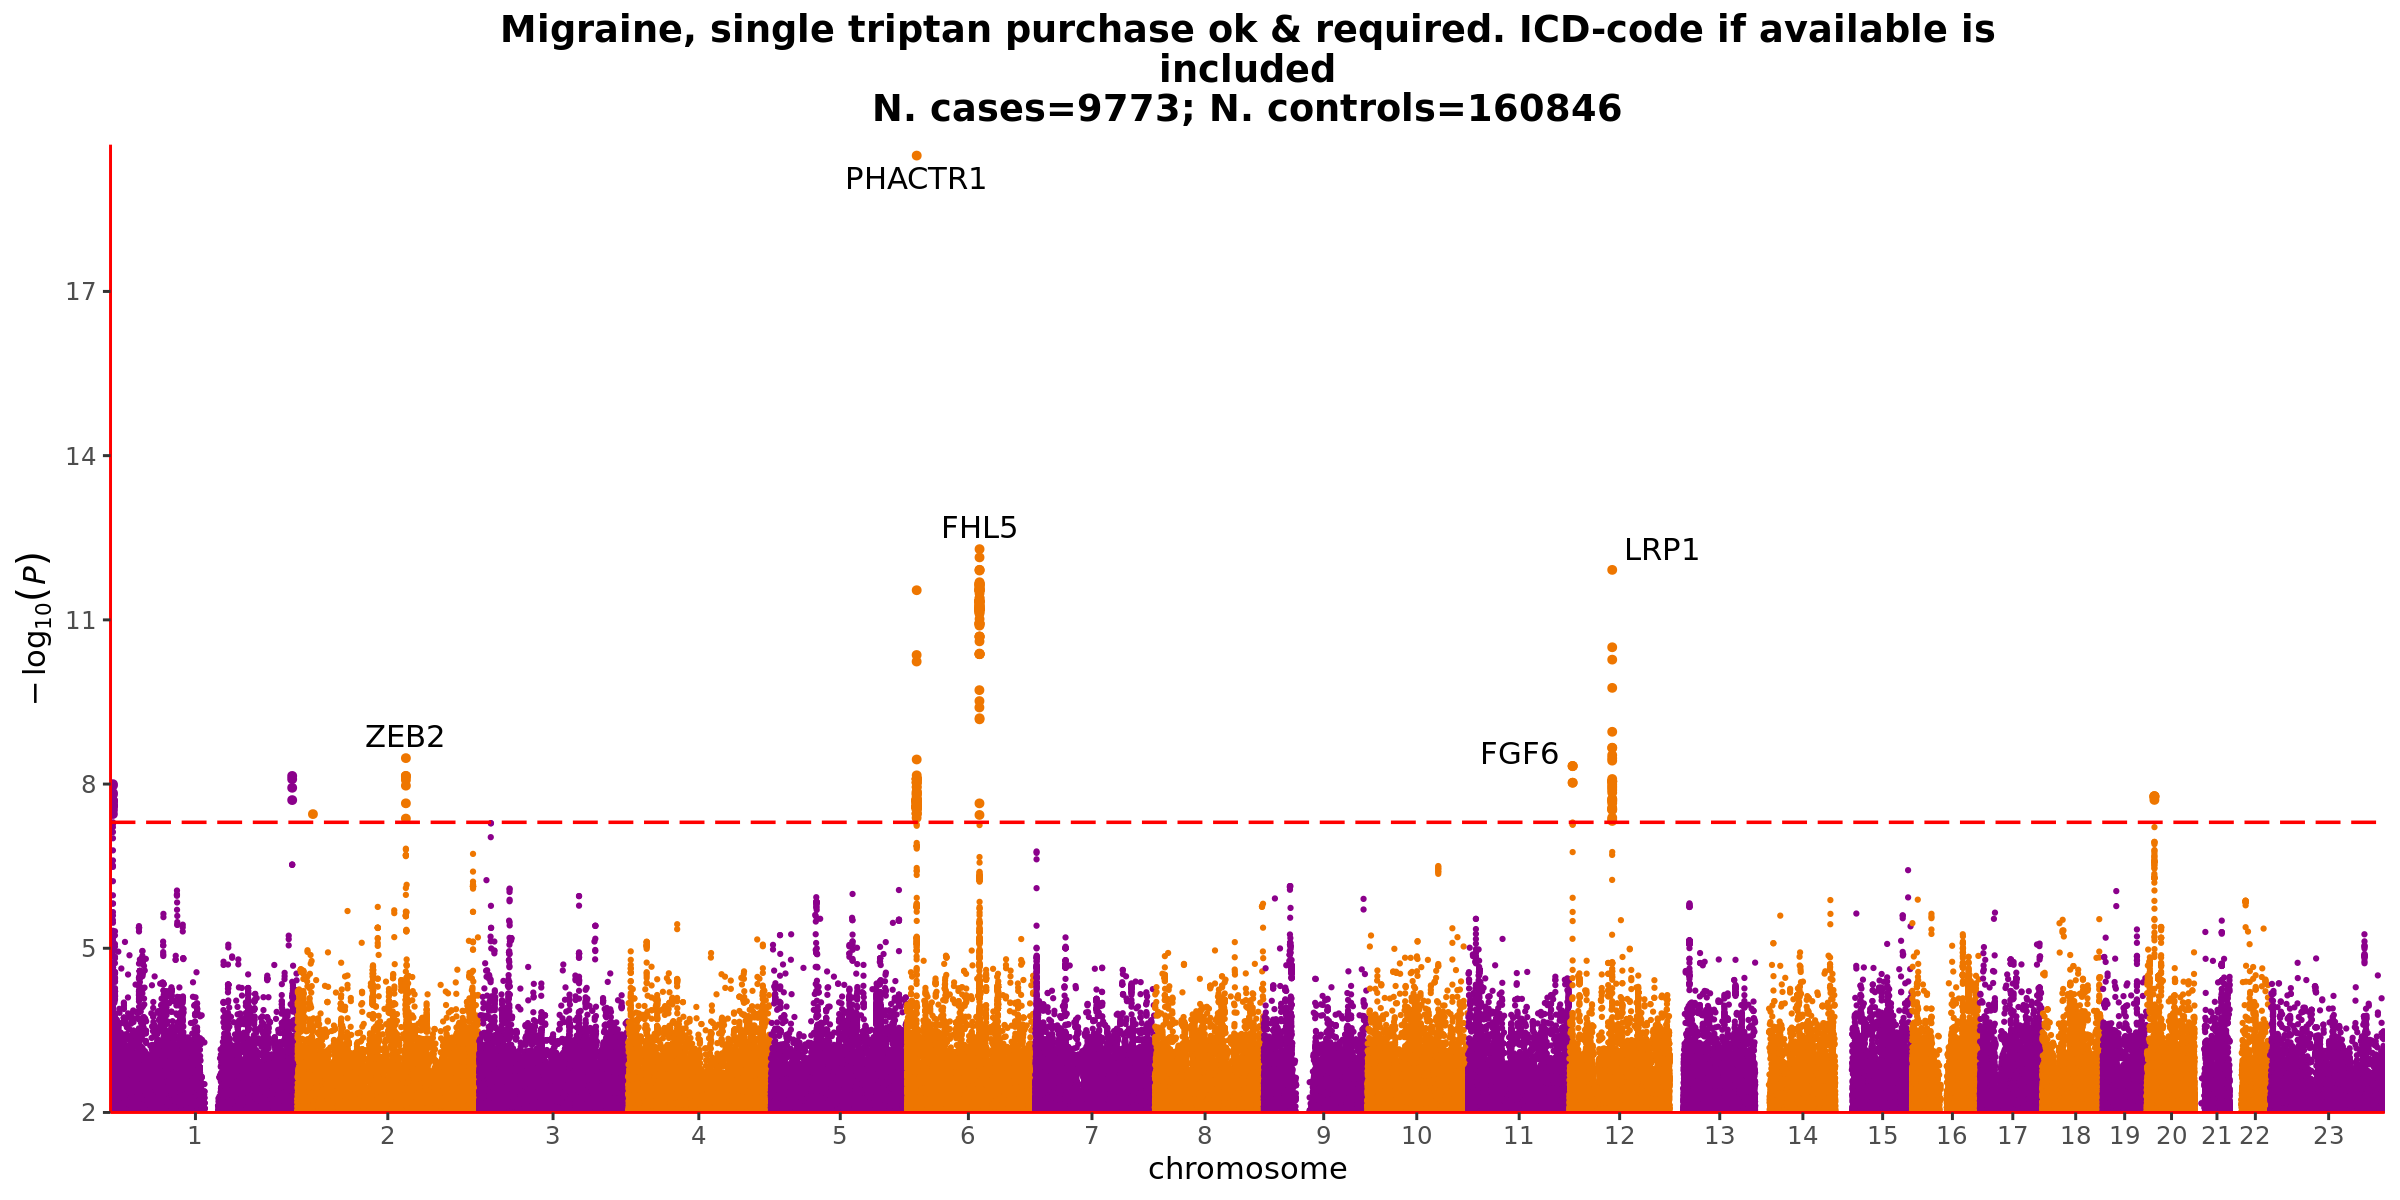 Migraine, single triptan purchase ok & required. ICD-code if available is
included
N. cases=9773; N. controls=160846
PHACTR1
17
14
FHL5
LRP1
−log10(P)
11
ZEB2
FGF6
8
5
2
1 2 3 4 5 6 7 8 9 10 11 12 13 14 15 16 17 18 19 20 21 22 23
chromosome